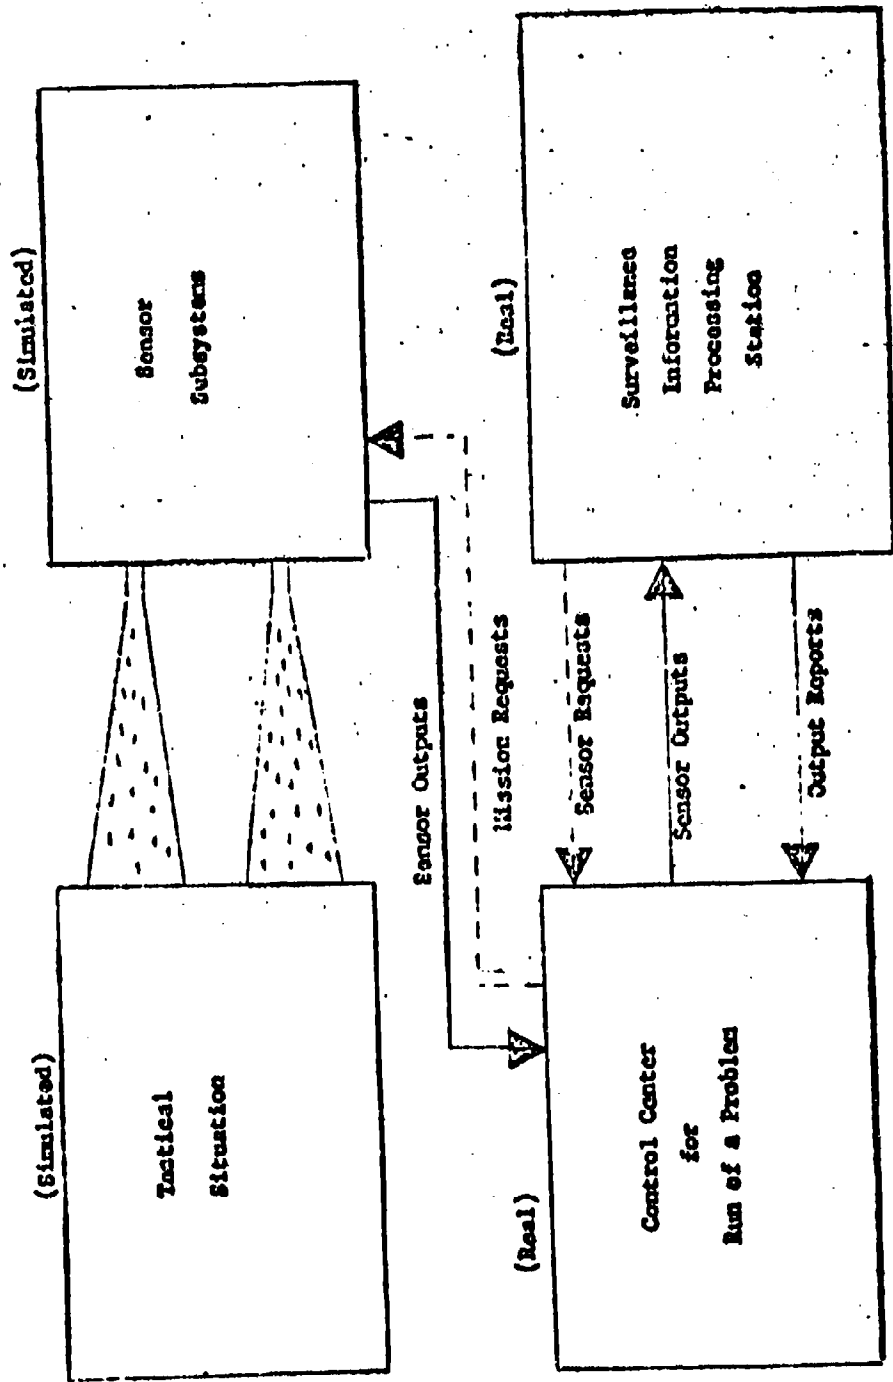 (Simulated)
Tactical
Situation
(Simulated)
Sensor
Subsystems
Sensor Outputs
Mission Requests
Sensor Requests
Sensor Outputs
Output Reports
(Real)
Control Center
for
Run of a Problem
(Real)
Surveillance
Information
Processing
Station